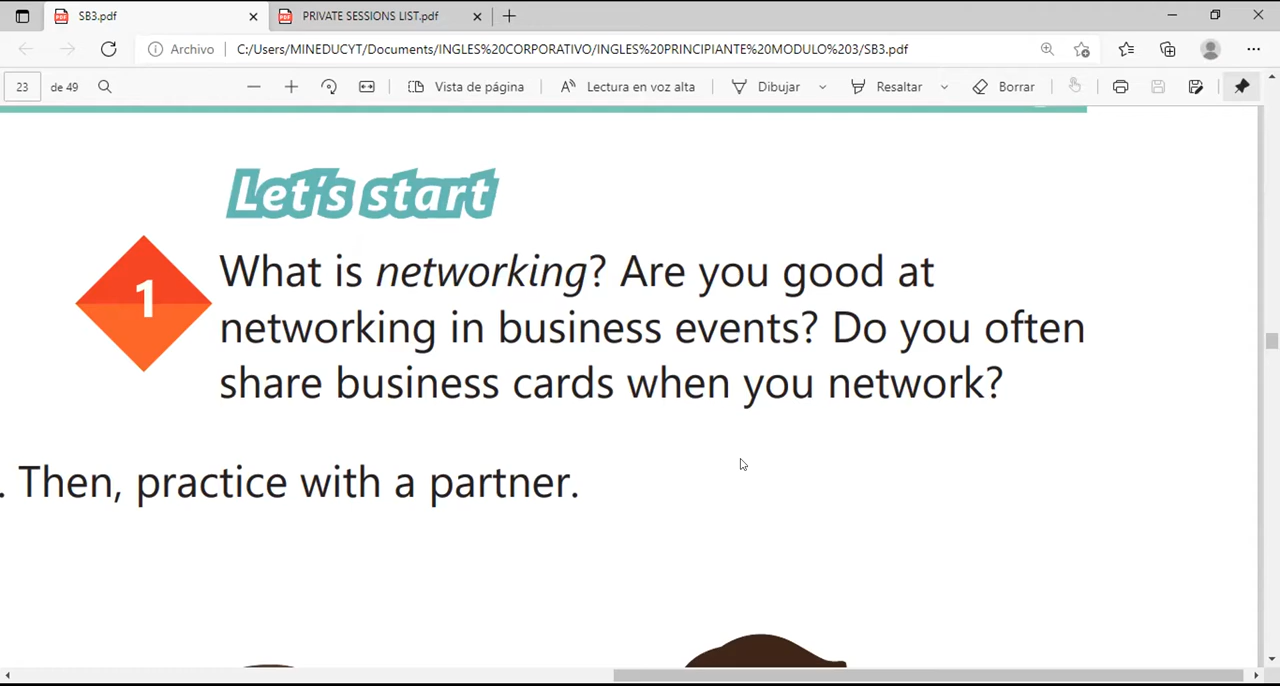 SB3.pdf
PRIVATE SESSIONS LIST.pdf
Archivo
C:/Users/MINEDUCYT/Documents/INGLES%20CORPORATIVO/INGLES%20PRINCIPIANTE%20MODULO%203/SB3.pdf
23 de 49
Vista de página
Lectura en voz alta
Dibujar
Resaltar
Borrar
Let's start
1
What is networking? Are you good at
networking in business events? Do you often
share business cards when you network?
. Then, practice with a partner.